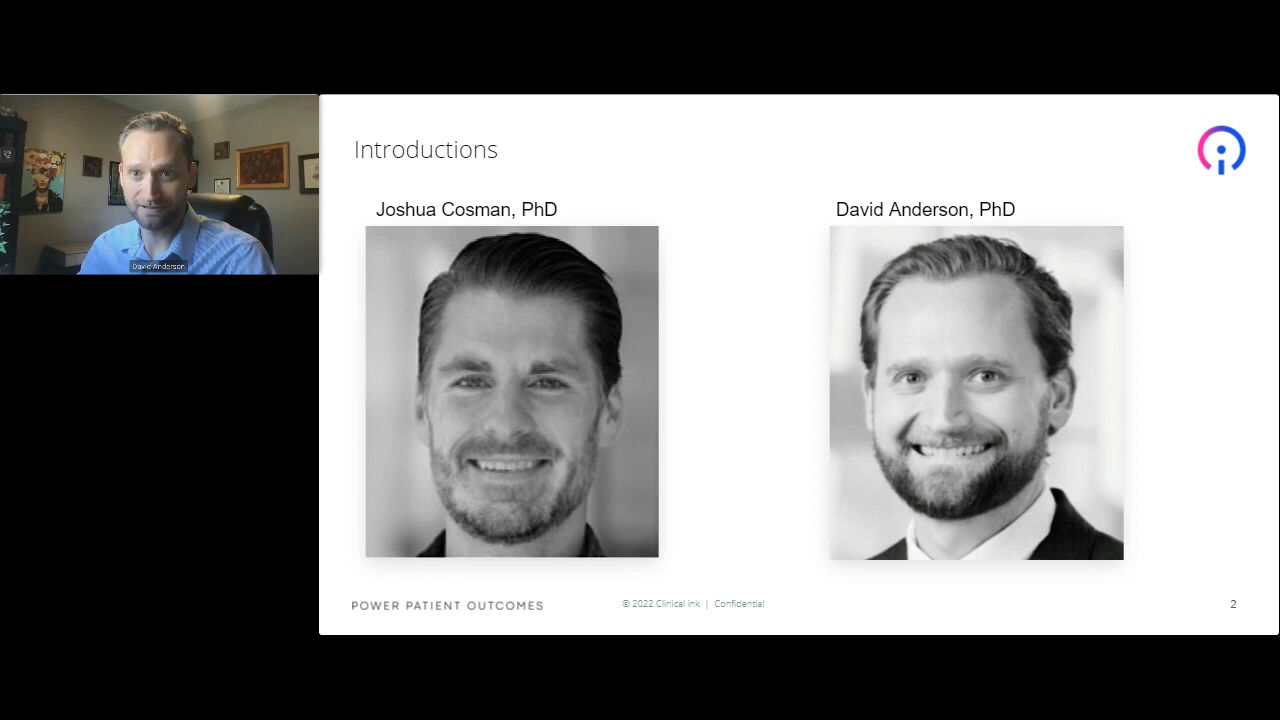 David Anderson
Introductions
Joshua Cosman, PhD
David Anderson, PhD
POWER PATIENT OUTCOMES
© 2022 Clinical ink | Confidential
2